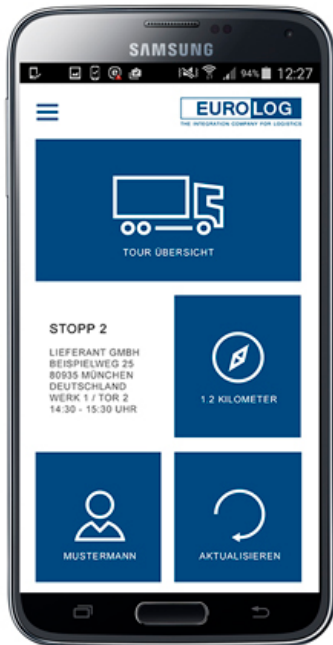 SAMSUNG
94% 12:27
EUROLOG
THE INTEGRATION COMPANY FOR LOGISTICS
TOUR ÜBERSICHT
STOPP 2
LIEFERANT GMBH
BEISPIELWEG 25
80935 MÜNCHEN
DEUTSCHLAND
WERK 1 / TOR 2
14:30 - 15:30 UHR
1.2 KILOMETER
MUSTERMANN
AKTUALISIEREN